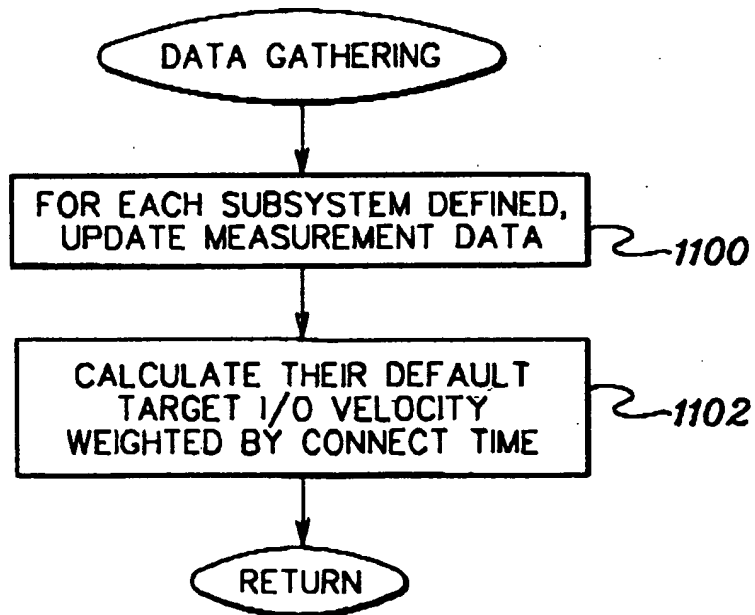 DATA GATHERING
FOR EACH SUBSYSTEM DEFINED,
UPDATE MEASUREMENT DATA
1100
CALCULATE THEIR DEFAULT
TARGET I/O VELOCITY
WEIGHTED BY CONNECT TIME
1102
RETURN